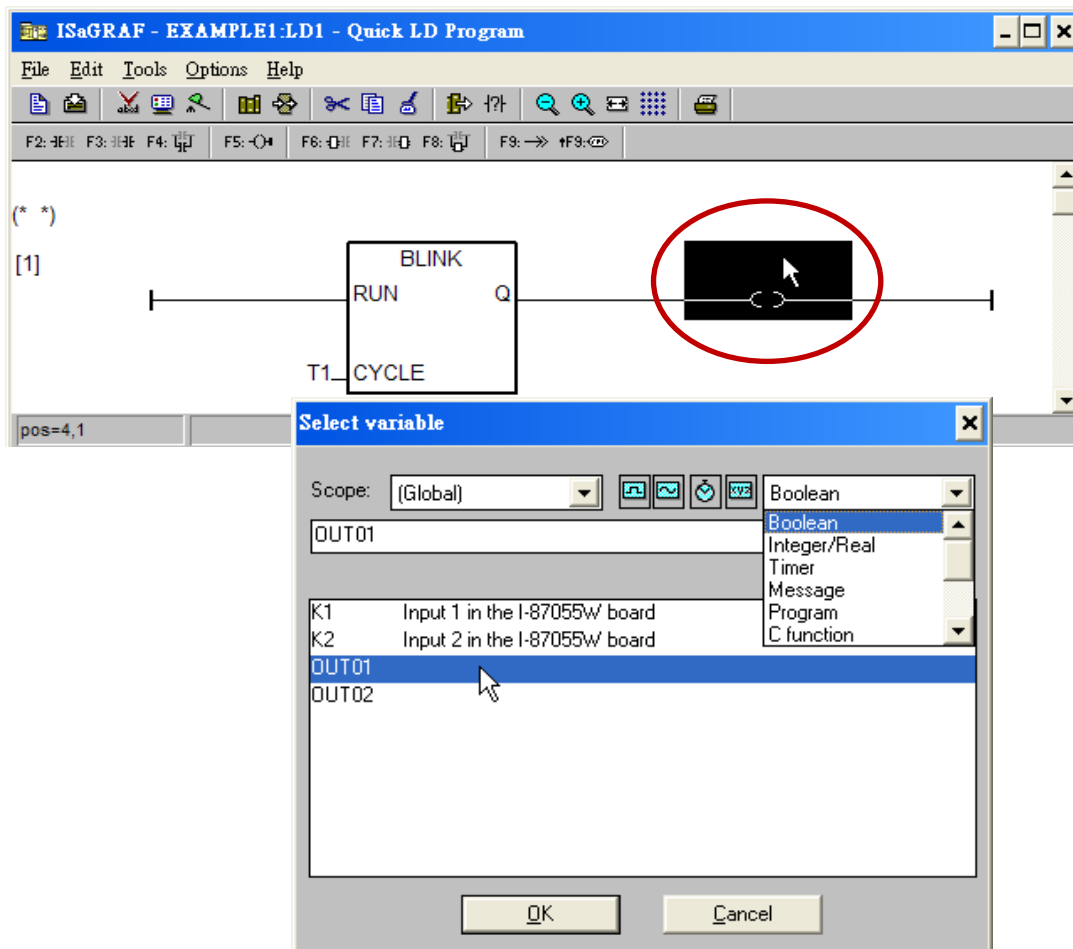 ISaGRAF - EXAMPLE1:LD1 - Quick LD Program
File Edit Tools Options Help
F2: F3: F4: F5: F6: F7: F8: F9: F9:
(* *)
[1]
BLINK
RUN Q
T1 CYCLE
pos=4,1
Select variable
Scope: (Global) Boolean
OUT01
Boolean
Integer/Real
Timer
Message
Program
C function
K1 Input 1 in the I-87055W board
K2 Input 2 in the I-87055W board
OUT01
OUT02
OK Cancel